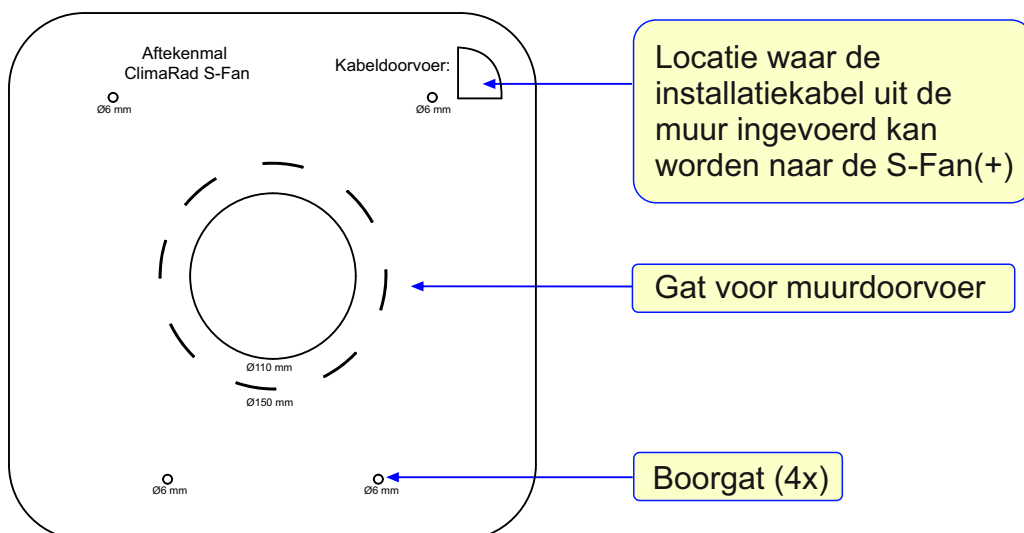 Aftekenmal
ClimaRad S-Fan
Kabeldoorvoer:
Ø6 mm
Ø6 mm
Locatie waar de
installatiekabel uit de
muur ingevoerd kan
worden naar de S-Fan(+)
Gat voor muurdoorvoer
Ø110 mm
Ø150 mm
Boorgat (4x)
Ø6 mm
Ø6 mm